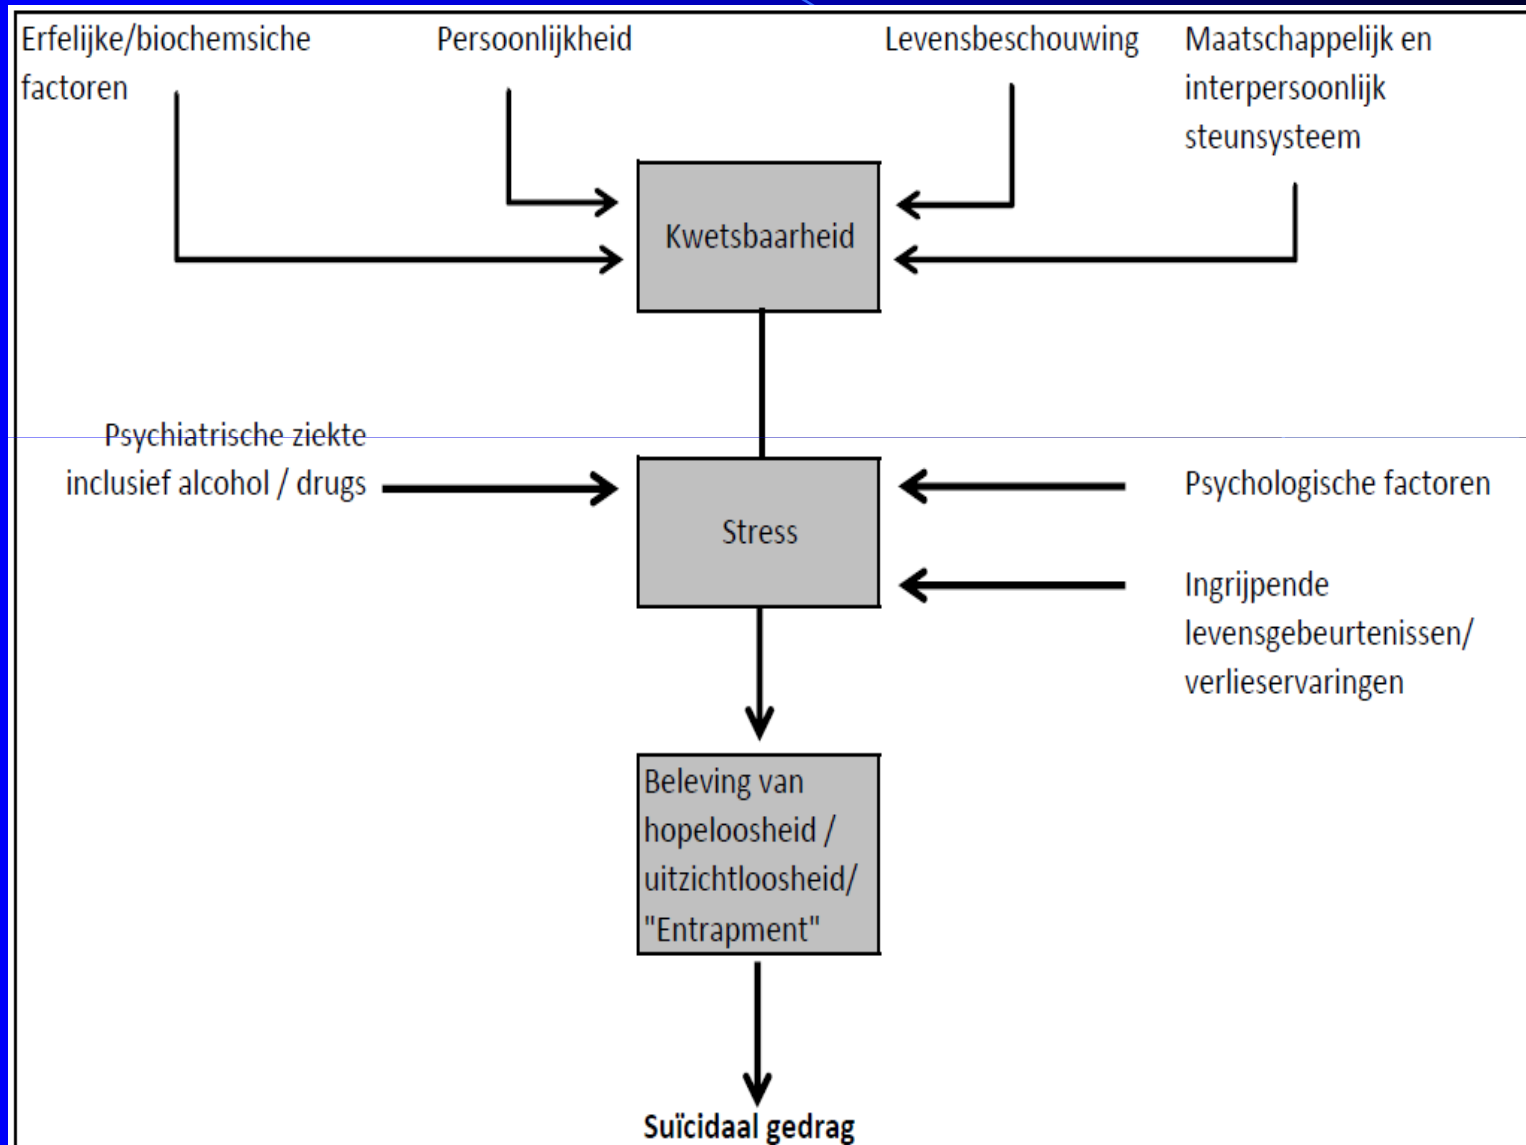 Erfelijke/biochemsiche
factoren
Persoonlijkheid
Levensbeschouwing
Maatschappelijk en
interpersoonlijk
steunsysteem
Kwetsbaarheid
Psychiatrische ziekte
inclusief alcohol / drugs
Stress
Psychologische factoren
Ingrijpende
levensgebeurtenissen/
verlieservaringen
Beleving van
hopeloosheid /
uitzichtloosheid/
"Entrapment"
Suïcidaal gedrag